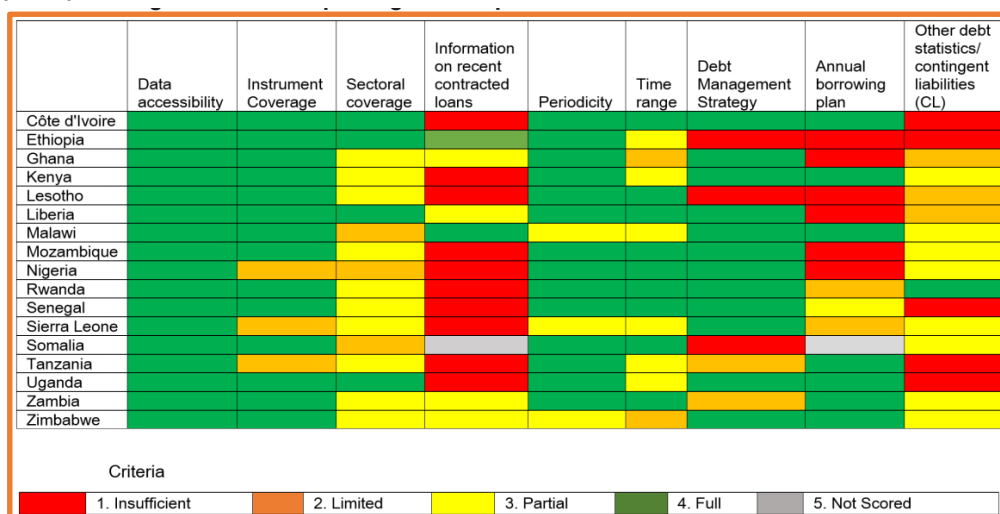 Data accessibility
Instrument Coverage
Sectoral coverage
Information on recent contracted loans
Periodicity
Time range
Debt Management Strategy
Annual borrowing plan
Other debt statistics/ contingent liabilities (CL)
Côte d'Ivoire
Ethiopia
Ghana
Kenya
Lesotho
Liberia
Malawi
Mozambique
Nigeria
Rwanda
Senegal
Sierra Leone
Somalia
Tanzania
Uganda
Zambia
Zimbabwe
Criteria
1. Insufficient
2. Limited
3. Partial
4. Full
5. Not Scored